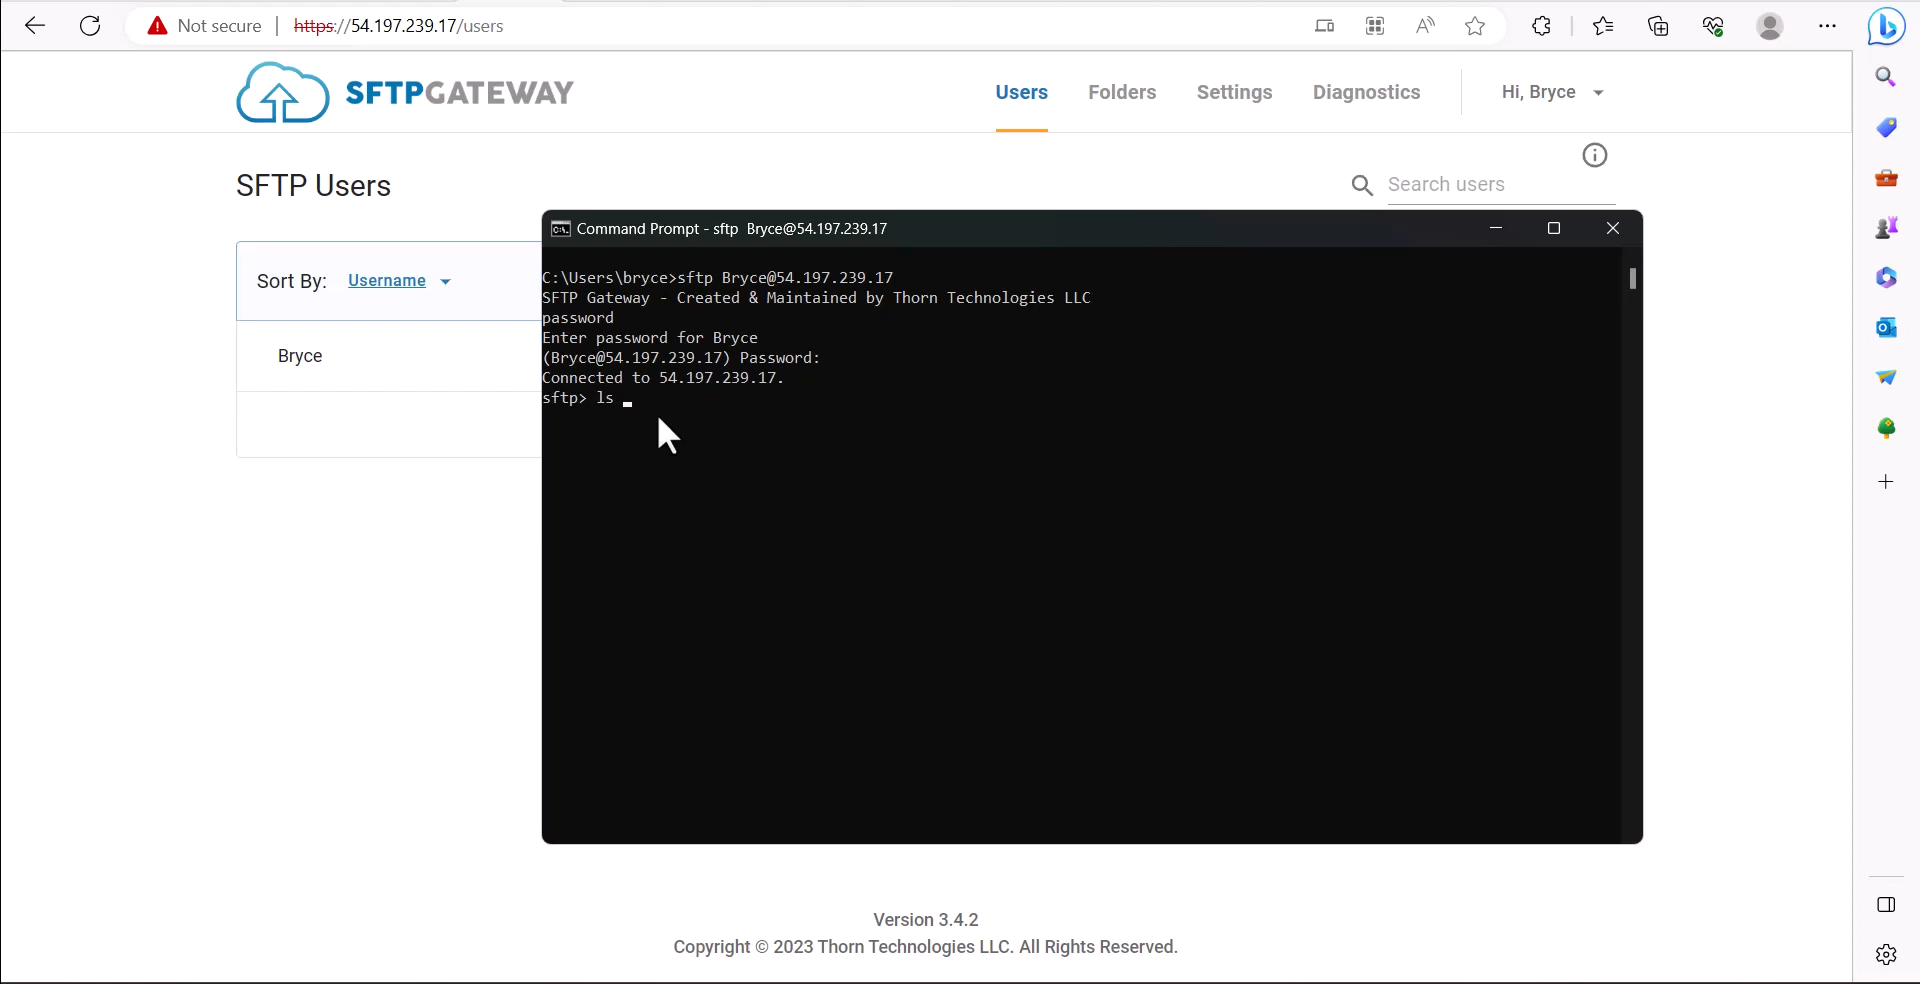 Not secure | https://54.197.239.17/users
SFTPGATEWAY
Users
Folders
Settings
Diagnostics
Hi, Bryce
SFTP Users
Search users
Sort By: Username
Bryce
Command Prompt - sftp Bryce@54.197.239.17
C:\Users\bryce>sftp Bryce@54.197.239.17
SFTP Gateway - Created & Maintained by Thorn Technologies LLC
password
Enter password for Bryce
(Bryce@54.197.239.17) Password:
Connected to 54.197.239.17.
sftp> ls
Version 3.4.2
Copyright © 2023 Thorn Technologies LLC. All Rights Reserved.